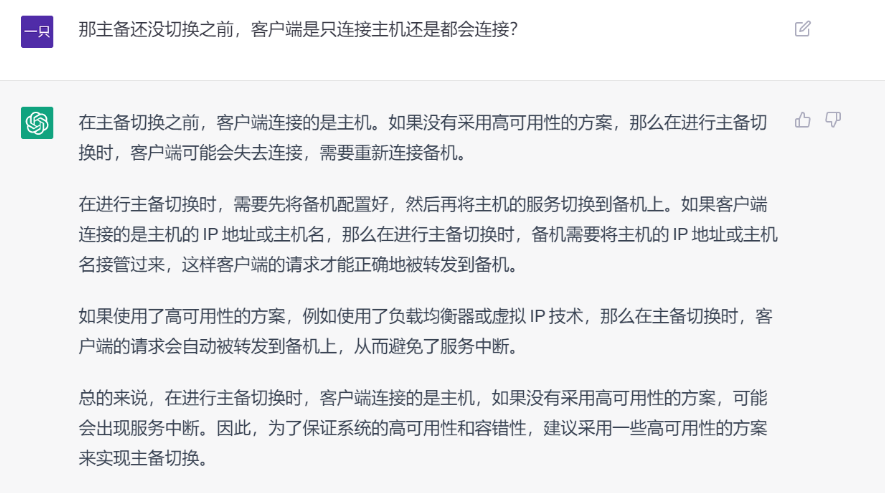 一只
那主备还没切换之前，客户端是只连接主机还是都会连接？
在主备切换之前，客户端连接的是主机。如果没有采用高可用性的方案，那么在进行主备切
换时，客户端可能会失去连接，需要重新连接备机。
在进行主备切换时，需要先将备机配置好，然后再将主机的服务切换到备机上。如果客户端
连接的是主机的 IP 地址或主机名，那么在进行主备切换时，备机需要将主机的 IP 地址或主机
名接管过来，这样客户端的请求才能正确地被转发到备机。
如果使用了高可用性的方案，例如使用了负载均衡器或虚拟 IP 技术，那么在主备切换时，客
户端的请求会自动被转发到备机上，从而避免了服务中断。
总的来说，在进行主备切换时，客户端连接的是主机，如果没有采用高可用性的方案，可能
会出现服务中断。因此，为了保证系统的高可用性和容错性，建议采用一些高可用性的方案
来实现主备切换。